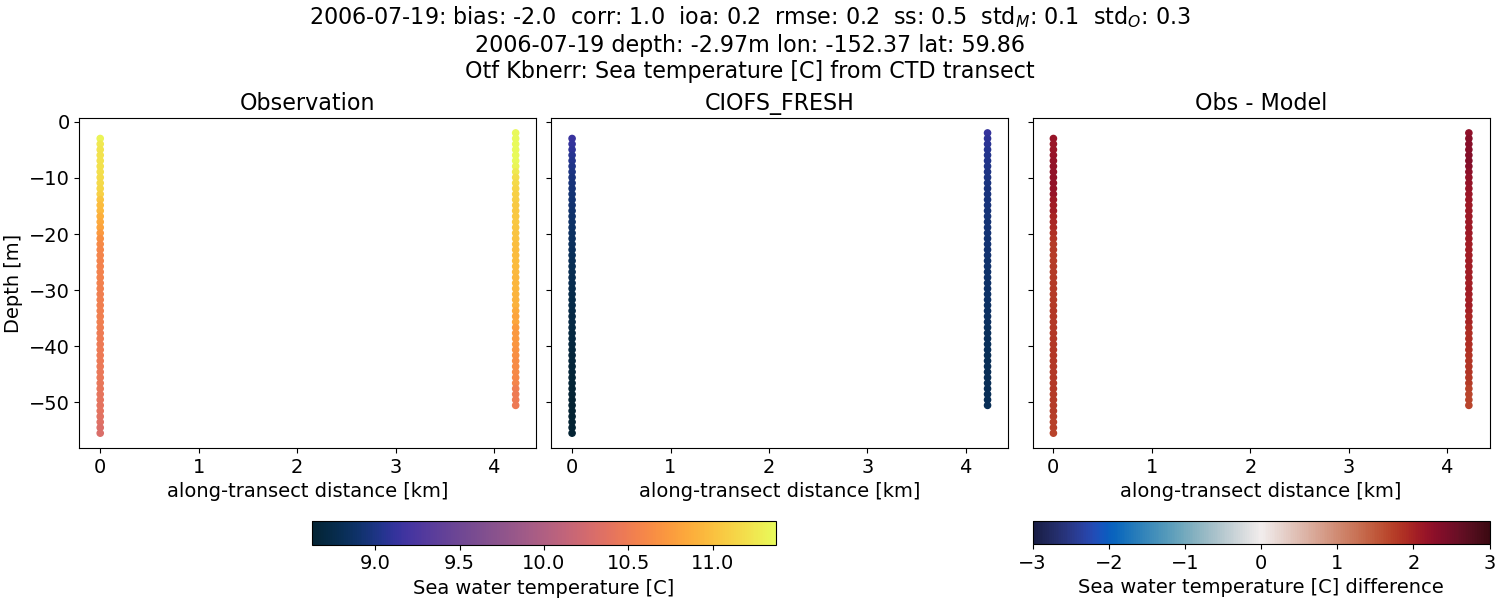 2006-07-19: bias: -2.0 corr: 1.0 ioa: 0.2 rmse: 0.2 ss: 0.5 std_M: 0.1 std_O: 0.3
2006-07-19 depth: -2.97m lon: -152.37 lat: 59.86
Otf Kbnerr: Sea temperature [C] from CTD transect
Observation CIOFS_FRESH Obs - Model
0
−10
−20
−30
−40
−50
Depth [m]
0 1 2 3 4 0 1 2 3 4 0 1 2 3 4
along-transect distance [km] along-transect distance [km] along-transect distance [km]
9.0 9.5 10.0 10.5 11.0 −3 −2 −1 0 1 2 3
Sea water temperature [C] Sea water temperature [C] difference